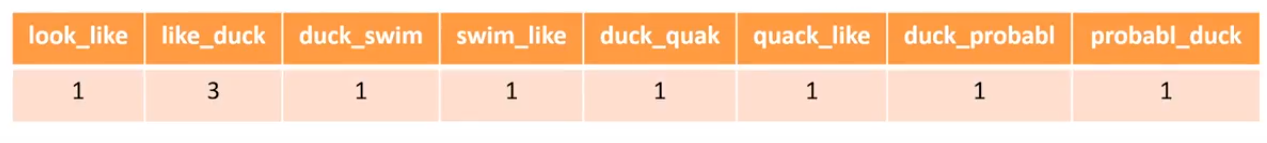 look_like like_duck duck_swim swim_like duck_quak quack_like duck_probabl probabl_duck
1 3 1 1 1 1 1 1